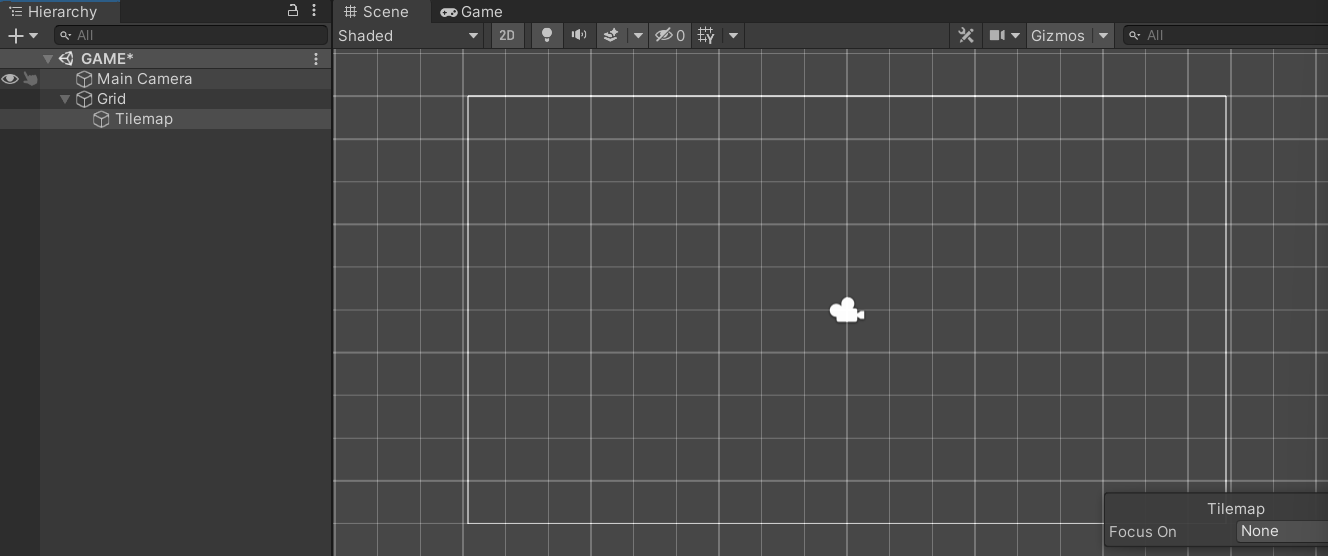 Hierarchy
All
GAME*
Main Camera
Grid
Tilemap
Scene
Game
Shaded
2D
0
Gizmos
All
Tilemap
Focus On
None